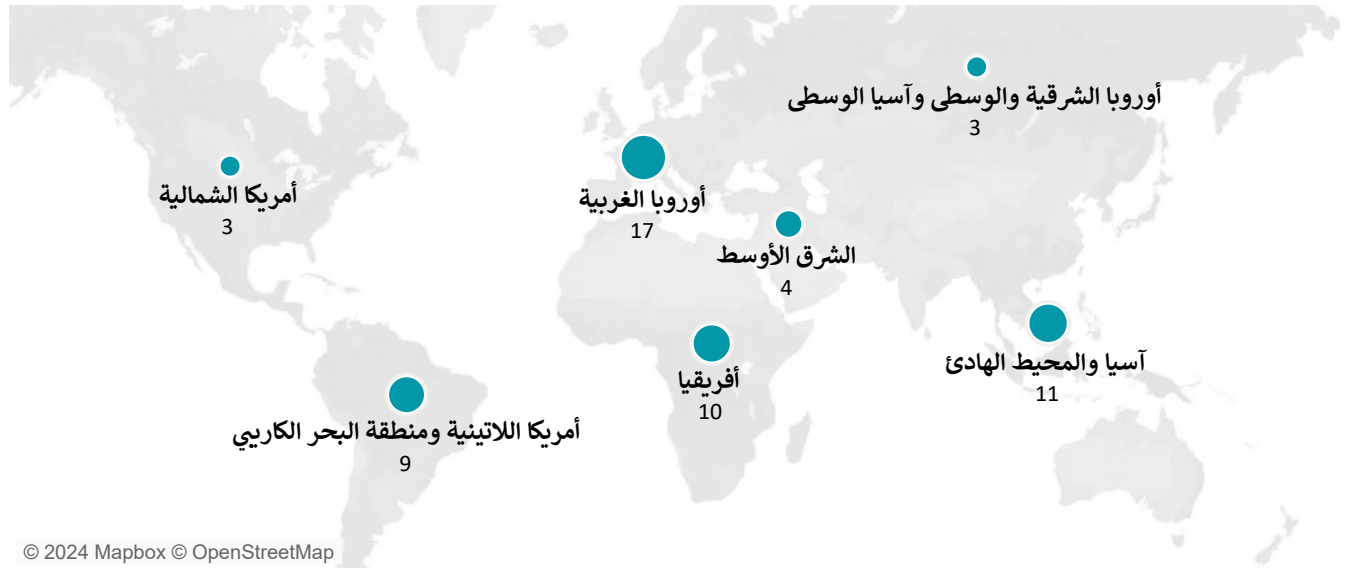 أوروبا الشرقية والوسطى وآسيا الوسطى
3
أمريكا الشمالية
3
أوروبا الغربية
17
الشرق الأوسط
4
آسيا والمحيط الهادئ
11
أفريقيا
10
أمريكا اللاتينية ومنطقة البحر الكاريبي
9
© 2024 Mapbox © OpenStreetMap